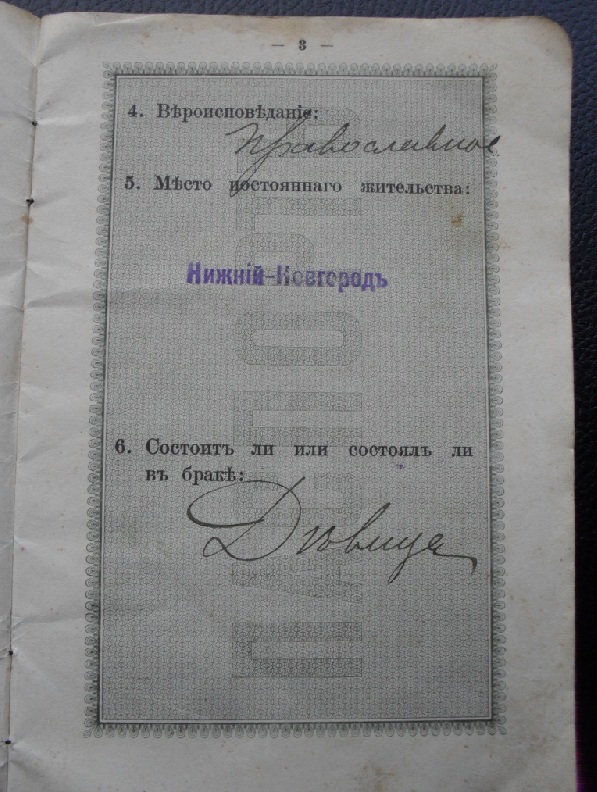 — 3 —
4. Вѣроисповѣданіе:
Православное
5. Мѣсто постояннаго жительства:
Нижній-Новгородъ
6. Состоитъ ли или состоялъ ли
въ бракѣ:
Дѣвица